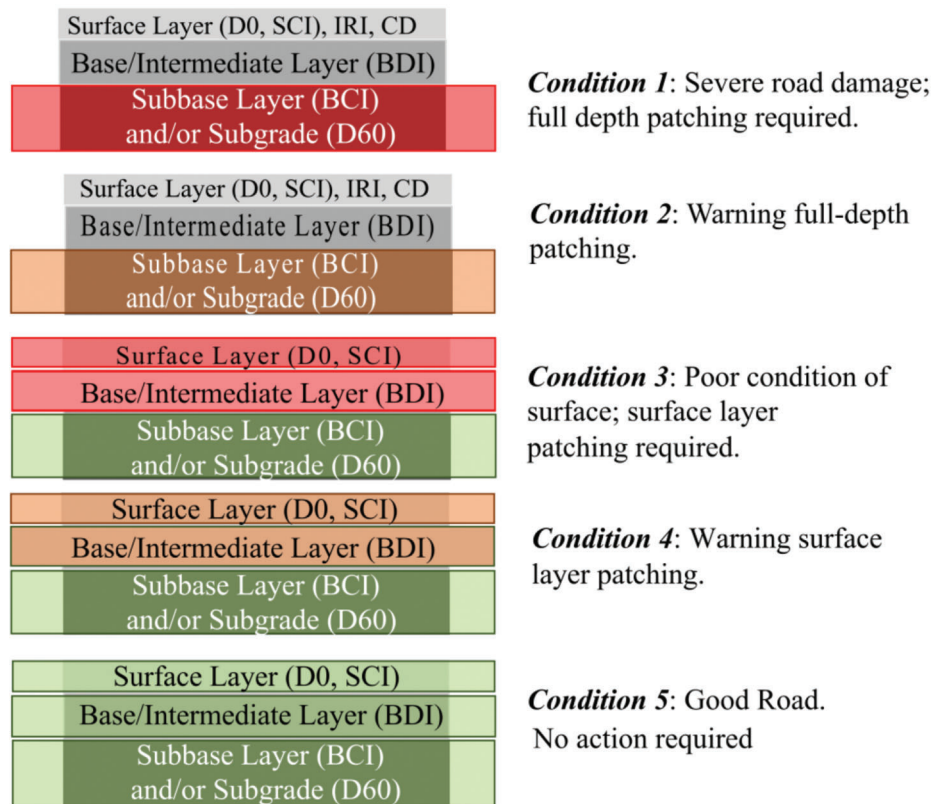 Surface Layer (D0, SCI), IRI, CD
Base/Intermediate Layer (BDI)
Subbase Layer (BCI)
and/or Subgrade (D60)
Condition 1: Severe road damage;
full depth patching required.
Surface Layer (D0, SCI), IRI, CD
Base/Intermediate Layer (BDI)
Subbase Layer (BCI)
and/or Subgrade (D60)
Condition 2: Warning full-depth
patching.
Surface Layer (D0, SCI)
Base/Intermediate Layer (BDI)
Subbase Layer (BCI)
and/or Subgrade (D60)
Condition 3: Poor condition of
surface; surface layer
patching required.
Surface Layer (D0, SCI)
Base/Intermediate Layer (BDI)
Subbase Layer (BCI)
and/or Subgrade (D60)
Condition 4: Warning surface
layer patching.
Surface Layer (D0, SCI)
Base/Intermediate Layer (BDI)
Subbase Layer (BCI)
and/or Subgrade (D60)
Condition 5: Good Road.
No action required